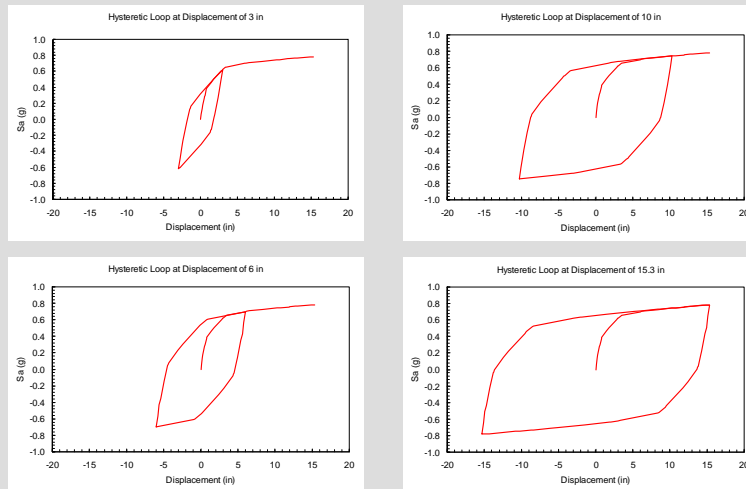 Hysteretic Loop at Displacement of 3 in
1.0
0.8
0.6
0.4
0.2
0.0
0.2
0.4
0.6
-0.8
-1.0
-20 -15 -10 -5 0 5 10 15 20
Sa (g)
Displacement (in)
Hysteretic Loop at Displacement of 10 in
1.0
0.8
0.6
0.4
0.2
0.0
0.2
0.4
-0.6
-0.8
-1.0
-20 -15 -10 -5 0 5 10 15 20
Sa (g)
Displacement (in)
Hysteretic Loop at Displacement of 6 in
1.0
0.8
0.6
0.4
0.2
0.0
0.2
0.4
-0.6
-0.8
-1.0
-20 -15 -10 -5 0 5 10 15 20
Sa (g)
Displacement (in)
Hysteretic Loop at Displacement of 15.3 in
1.0
0.8
0.6
0.4
0.2
0.0
0.2
0.4
-0.6
-0.8
-1.0
-20 -15 -10 -5 0 5 10 15 20
Sa (g)
Displacement (in)